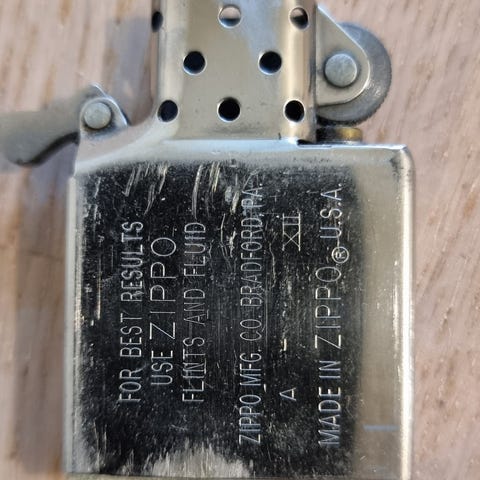 FOR BEST RESULTS
USE ZIPPO
FLINTS AND FLUID
ZIPPO MFG. CO. BRADFORD, PA.
A XII
MADE IN ZIPPO® U.S.A.